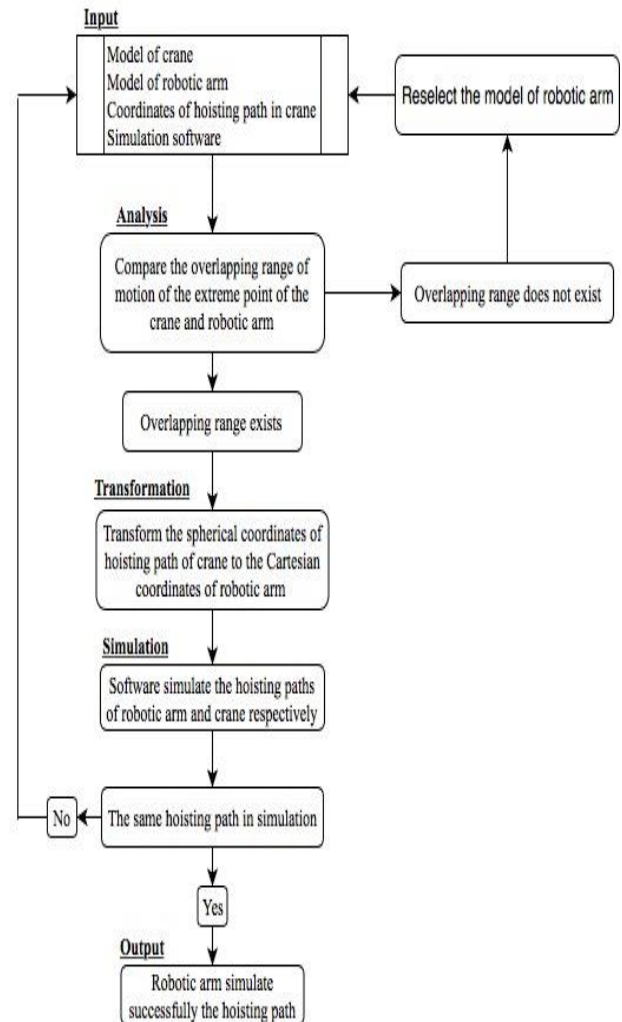 Input
Model of crane
Model of robotic arm
Coordinates of hoisting path in crane
Simulation software
Reselect the model of robotic arm
Analysis
Compare the overlapping range of
motion of the extreme point of the
crane and robotic arm
Overlapping range does not exist
Overlapping range exists
Transformation
Transform the spherical coordinates of
hoisting path of crane to the Cartesian
coordinates of robotic arm
Simulation
Software simulate the hoisting paths
of robotic arm and crane respectively
No
The same hoisting path in simulation
Yes
Output
Robotic arm simulate
successfully the hoisting path